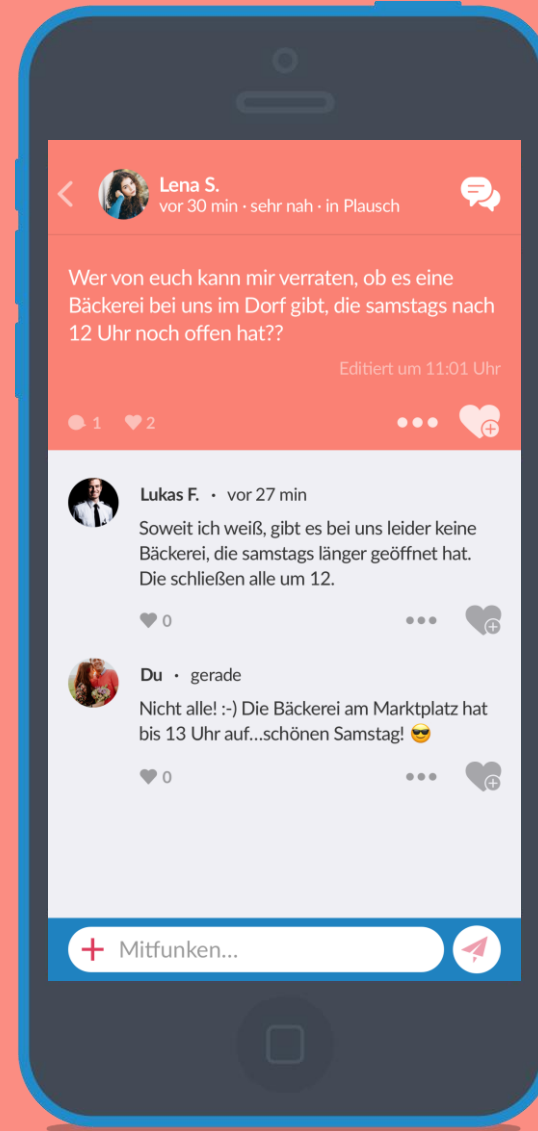 Lena S.
vor 30 min · sehr nah · in Plausch
Wer von euch kann mir verraten, ob es eine
Bäckerei bei uns im Dorf gibt, die samstags nach
12 Uhr noch offen hat??
Editiert um 11:01 Uhr
1 2
Lukas F. · vor 27 min
Soweit ich weiß, gibt es bei uns leider keine
Bäckerei, die samstags länger geöffnet hat.
Die schließen alle um 12.
0
Du · gerade
Nicht alle! :-) Die Bäckerei am Marktplatz hat
bis 13 Uhr auf...schönen Samstag! 😎
0
Mitfunken...